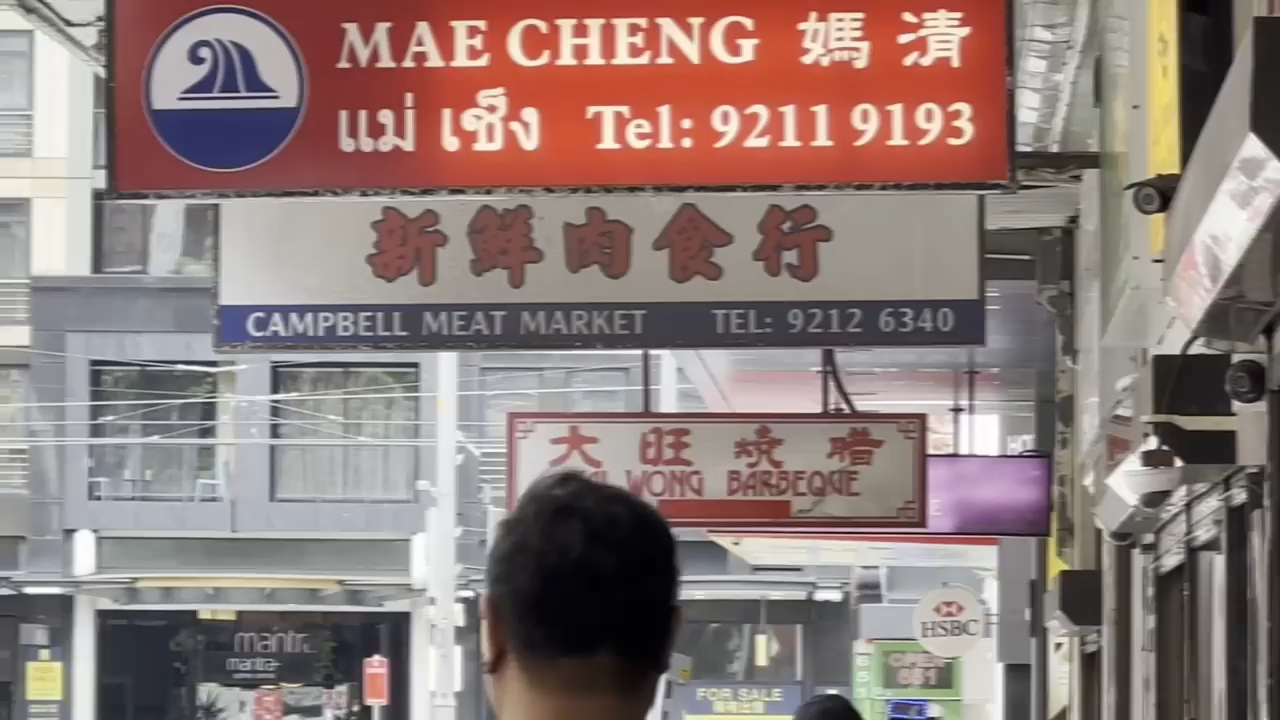 MAE CHENG 媽清
แม่ เช็ง Tel: 9211 9193
新鮮肉食行
CAMPBELL MEAT MARKET TEL: 9212 6340
大旺燒腊
WONG BARBEQUE
HSBC
mantra
mantra
OPEN
FOR SALE